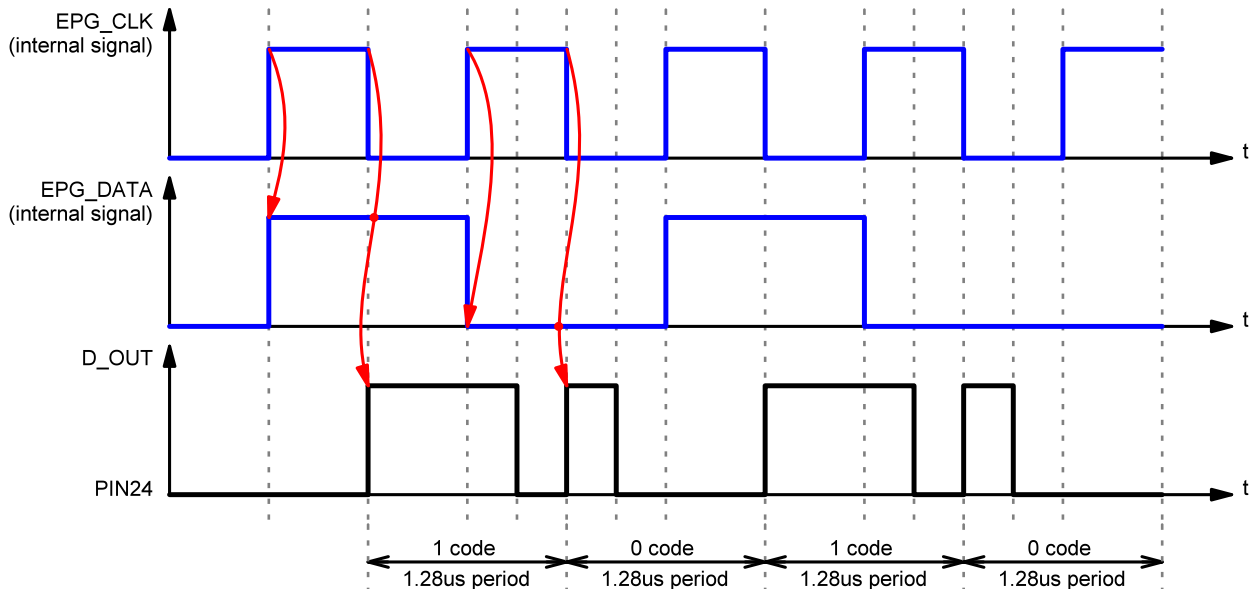 EPG_CLK
(internal signal)
t
EPG_DATA
(internal signal)
t
D_OUT
PIN24
t
1 code
0 code
1 code
0 code
1.28us period
1.28us period
1.28us period
1.28us period